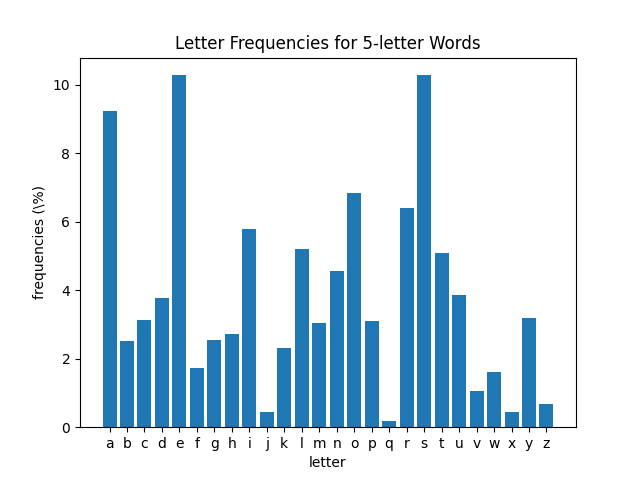 Letter Frequencies for 5-letter Words
frequencies (\%)
10
8
6
4
2
0
a b c d e f g h i j k l m n o p q r s t u v w x y z
letter